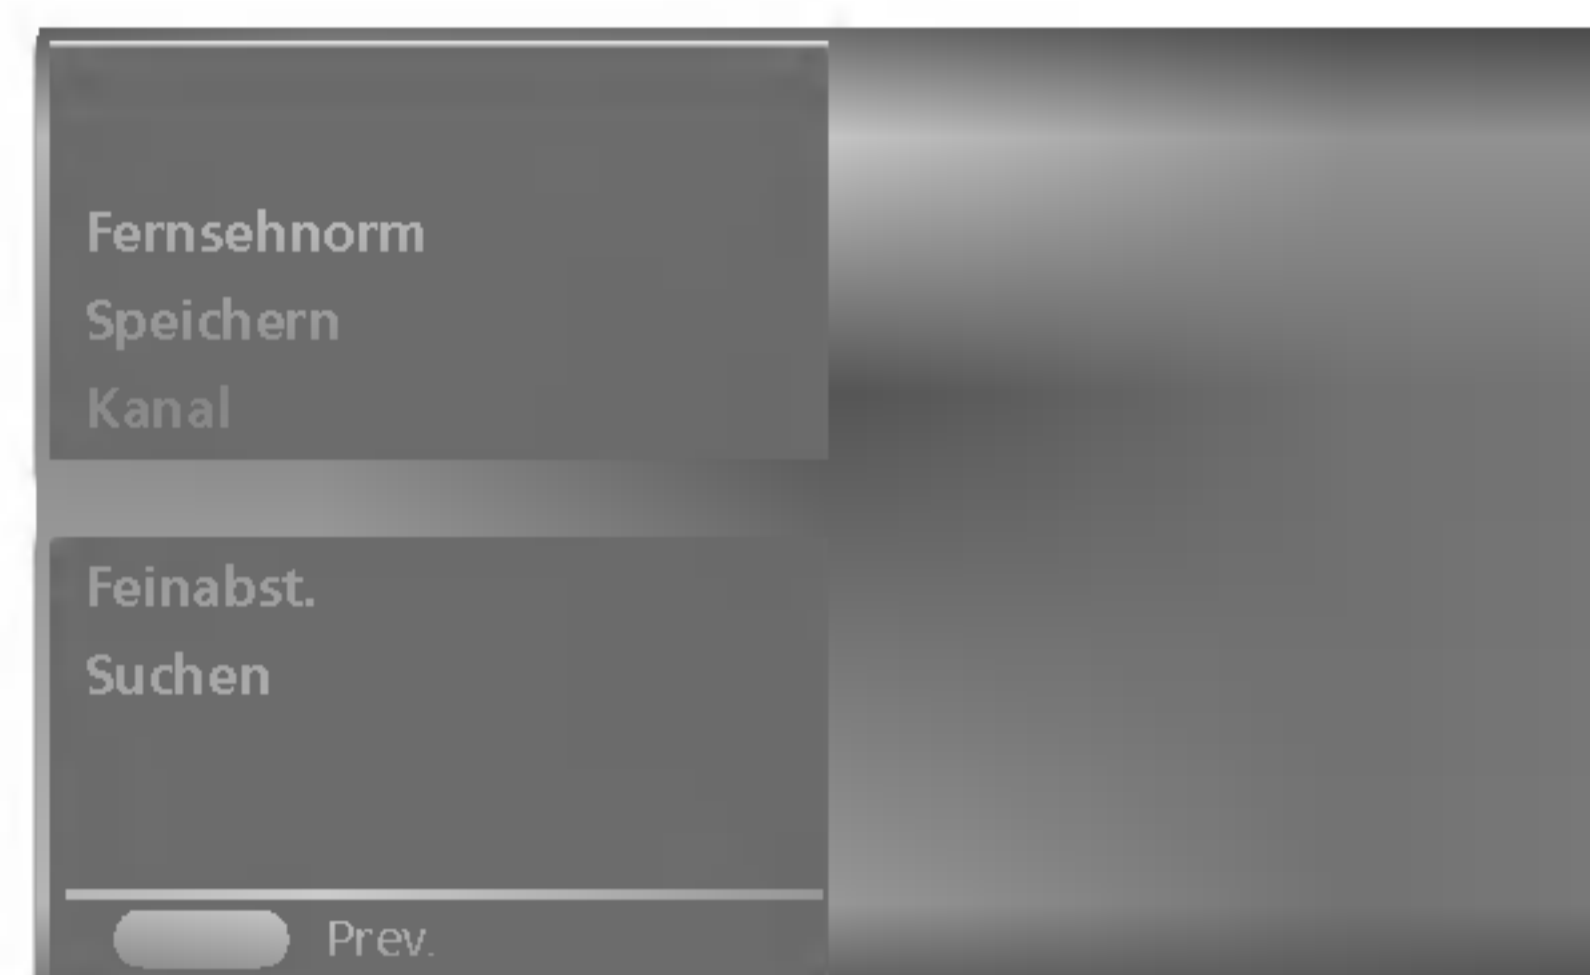 Fernsehnorm
Speichern
Kanal
Feinabst.
Suchen
Prev.